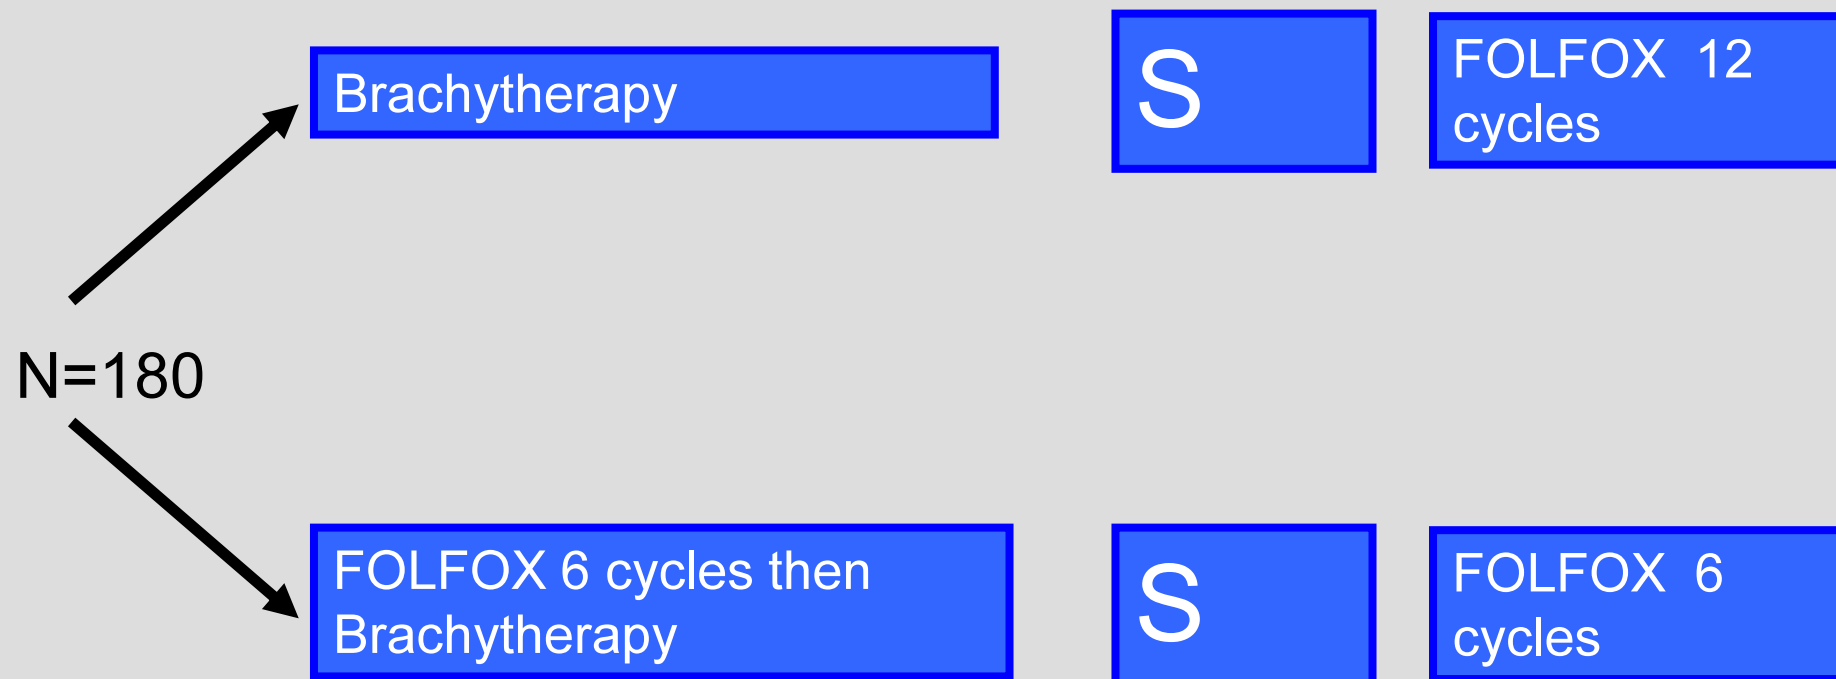 Brachytherapy
S
FOLFOX 12
cycles
N=180
FOLFOX 6 cycles then
Brachytherapy
S
FOLFOX 6
cycles